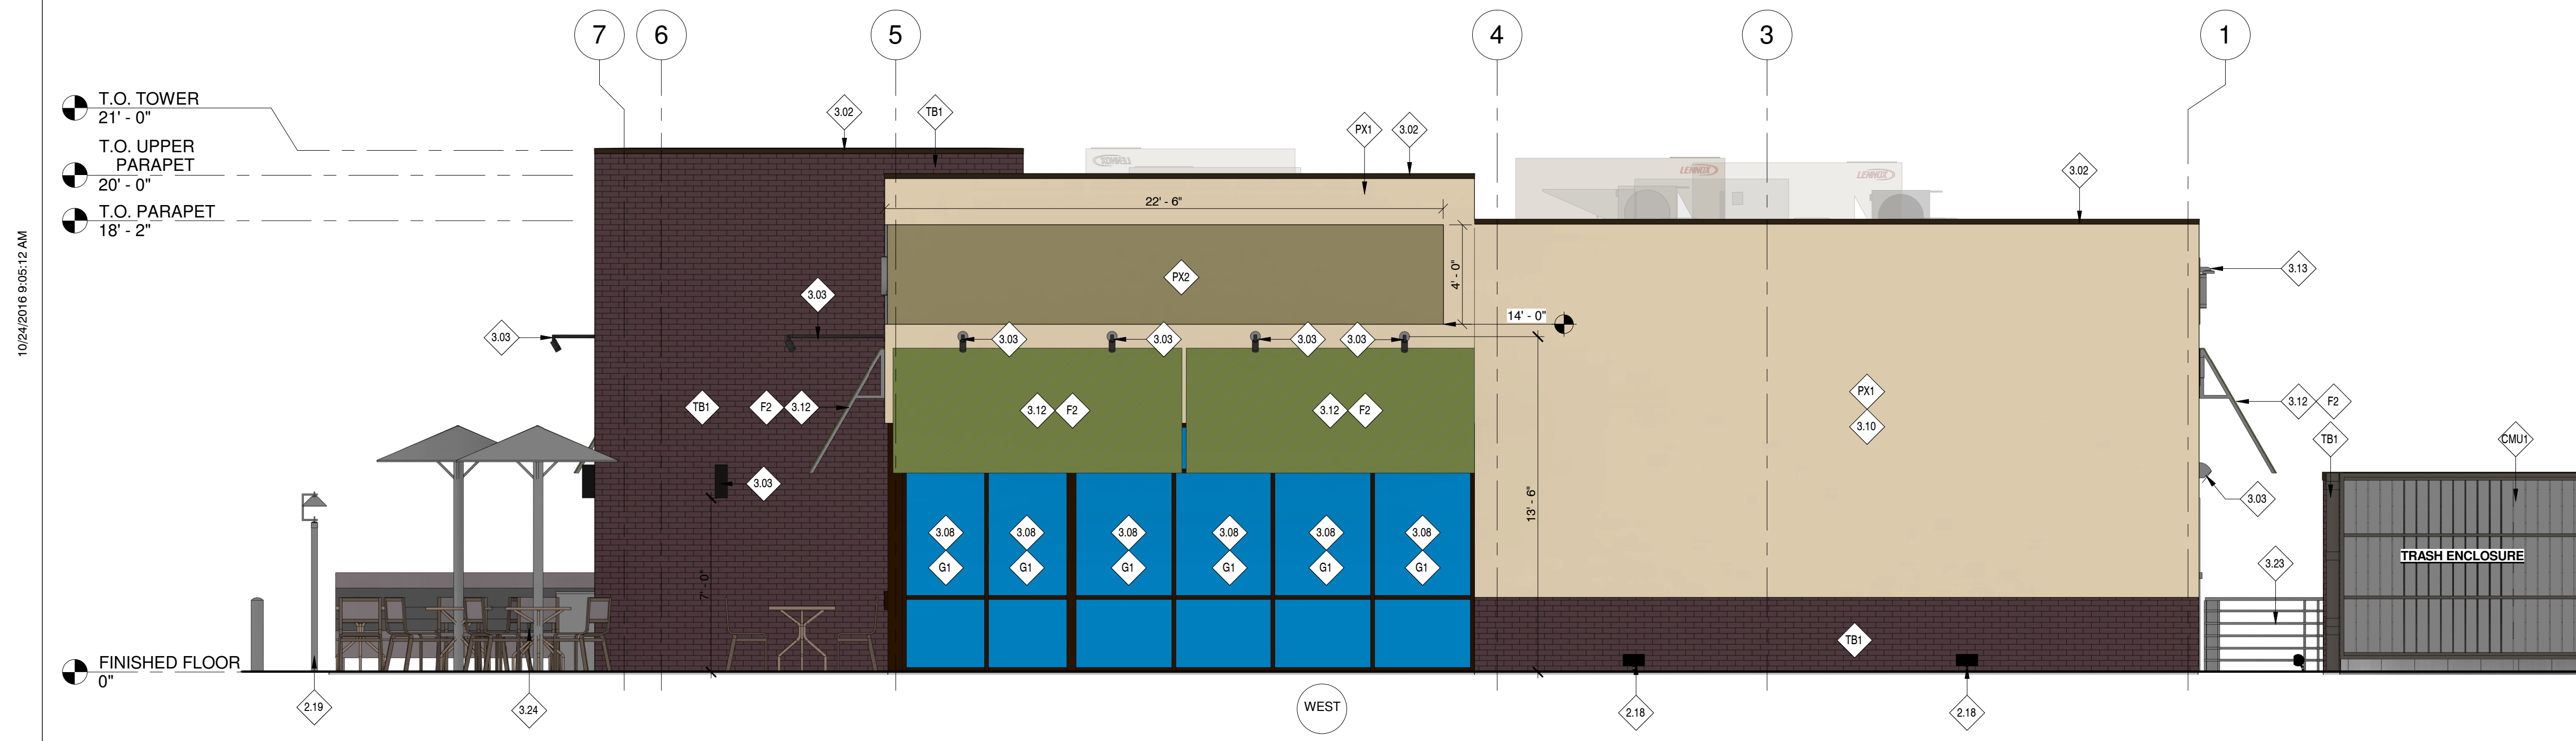 7
6
5
4
3
1
T.O. TOWER
21' - 0"
T.O. UPPER
PARAPET
20' - 0"
T.O. PARAPET
18' - 2"
FINISHED FLOOR
0"
10/24/2016 9:05:12 AM
3.02
TB1
PX1
3.02
LENNOX
LENNOX
LENNOX
3.02
22' - 6"
PX2
4' - 0"
14' - 0"
3.13
3.03
3.03
3.03
3.03
3.03
3.03
TB1
F2
3.12
3.12
F2
3.12
F2
PX1
3.10
3.12
F2
TB1
CMU1
3.03
3.03
13' - 6"
7' - 0"
3.08
3.08
3.08
3.08
3.08
3.08
G1
G1
G1
G1
G1
G1
TRASH ENCLOSURE
3.23
TB1
2.19
3.24
WEST
2.18
2.18